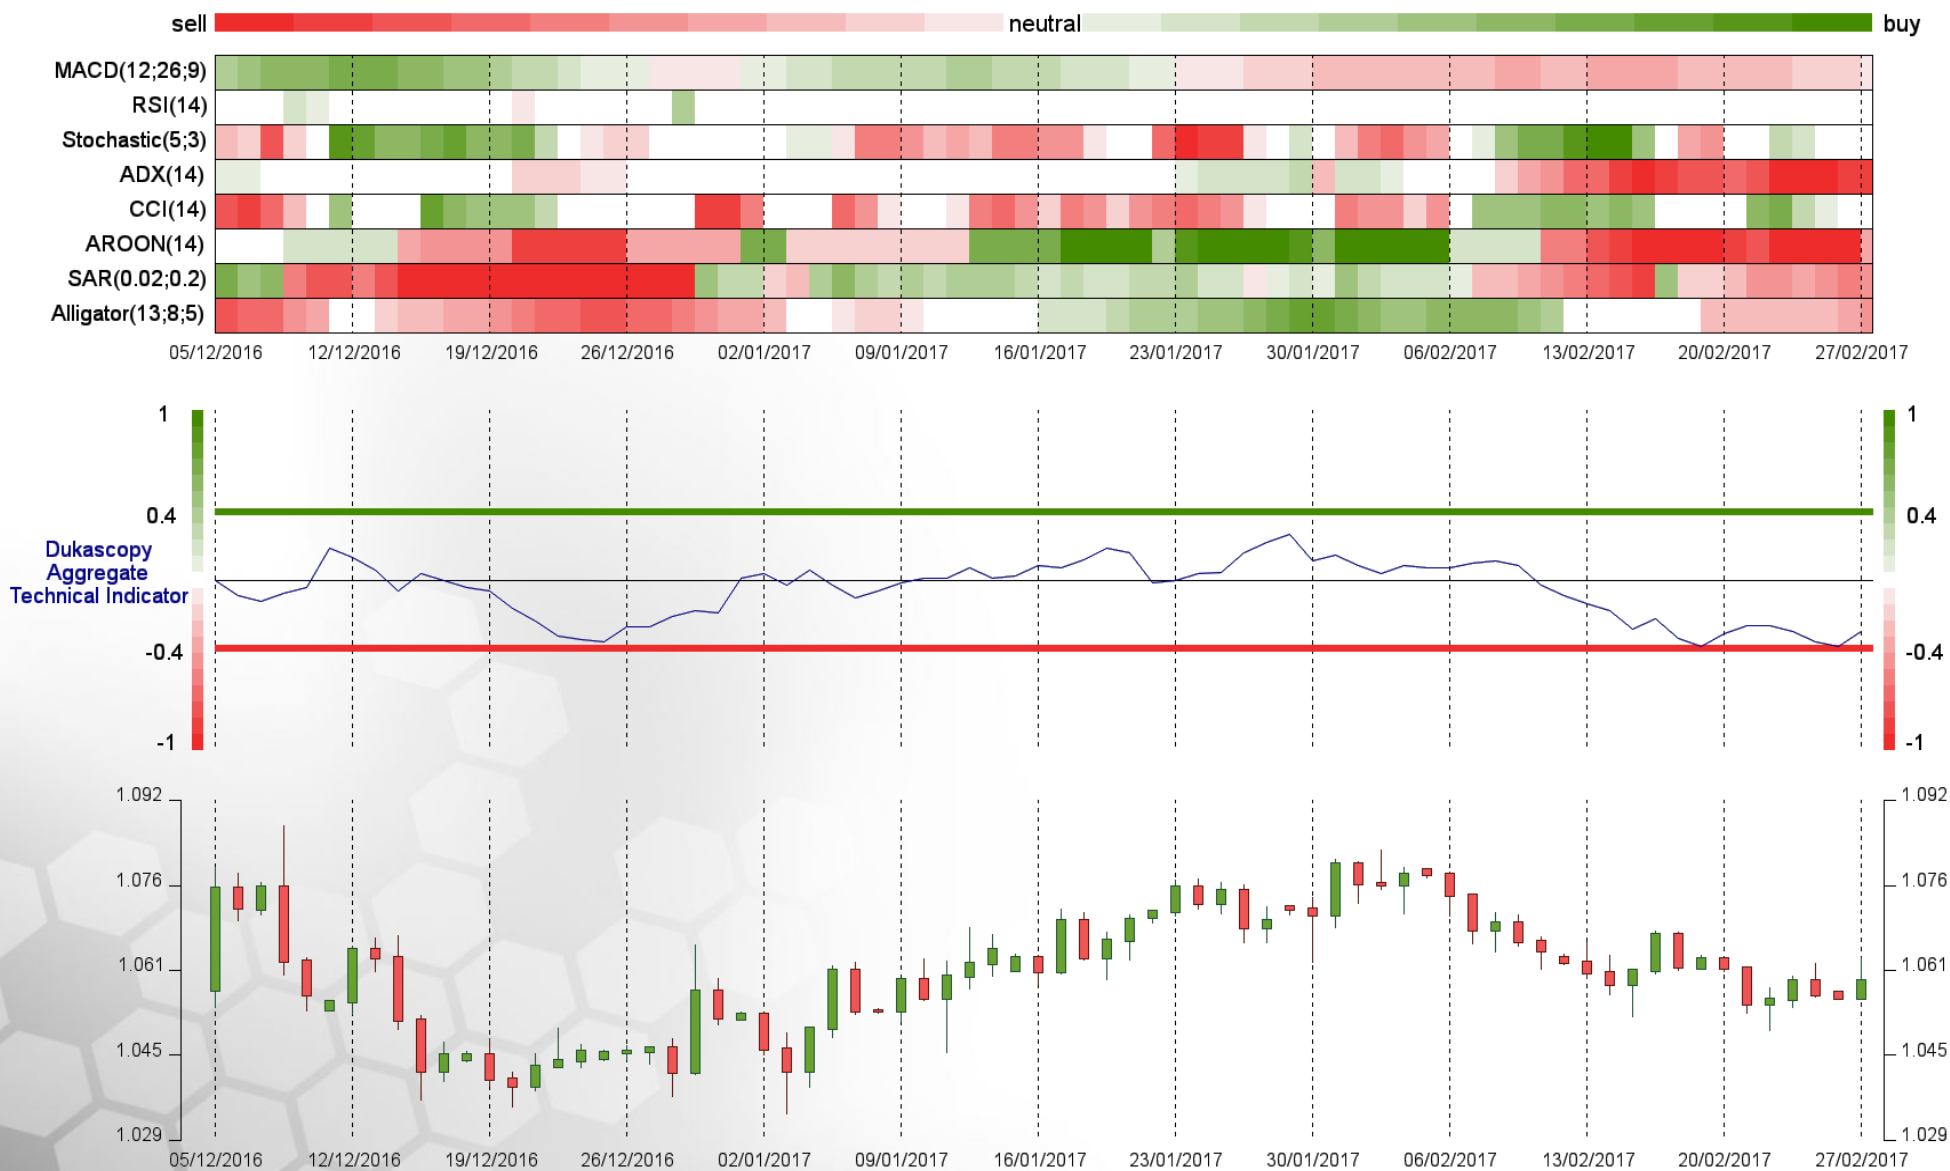 sell neutral buy
MACD(12;26;9)
RSI(14)
Stochastic(5;3)
ADX(14)
CCI(14)
AROON(14)
SAR(0.02;0.2)
Alligator(13;8;5)
05/12/2016 12/12/2016 19/12/2016 26/12/2016 02/01/2017 09/01/2017 16/01/2017 23/01/2017 30/01/2017 06/02/2017 13/02/2017 20/02/2017 27/02/2017
1 1
0.4 0.4
Dukascopy
Aggregate
Technical Indicator
-0.4 -0.4
-1 -1
1.092 1.092
1.076 1.076
1.061 1.061
1.045 1.045
1.029 1.029
05/12/2016 12/12/2016 19/12/2016 26/12/2016 02/01/2017 09/01/2017 16/01/2017 23/01/2017 30/01/2017 06/02/2017 13/02/2017 20/02/2017 27/02/2017